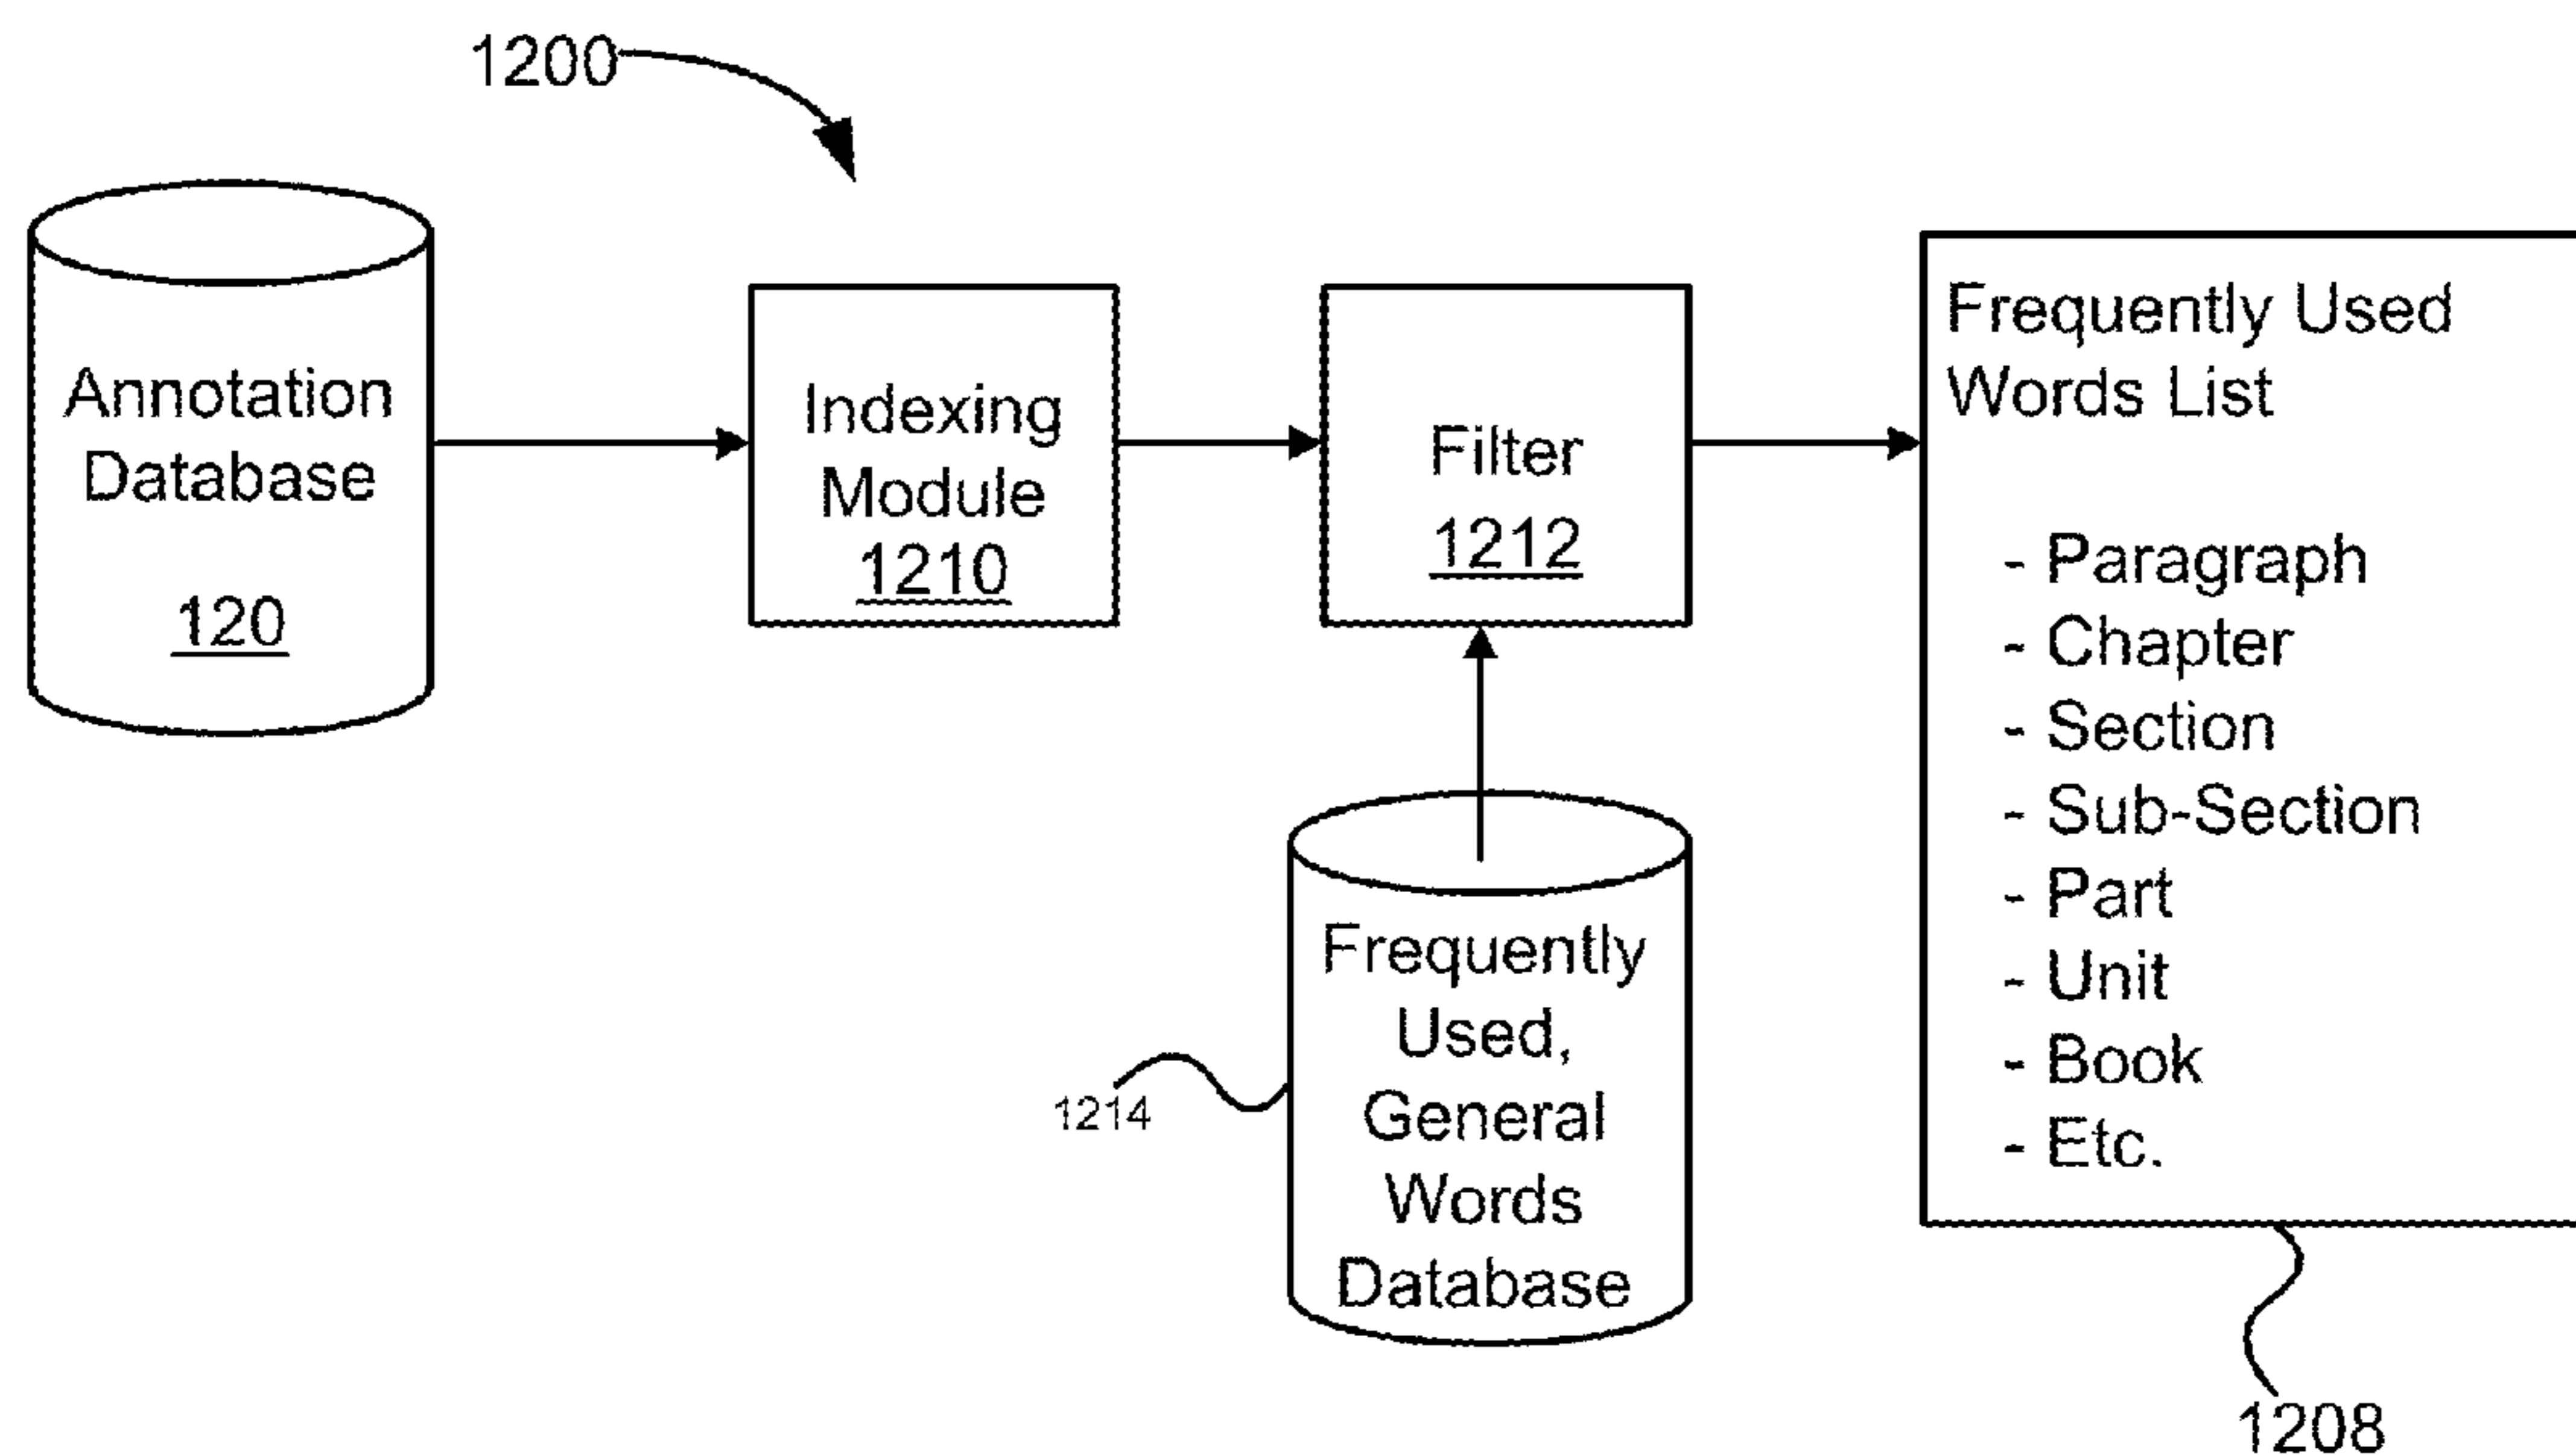 1200
Annotation
Database
120
Indexing
Module
1210
Filter
1212
Frequently Used
Words List
- Paragraph
- Chapter
- Section
- Sub-Section
- Part
- Unit
- Book
- Etc.
1208
Frequently
Used,
General
Words
Database
1214